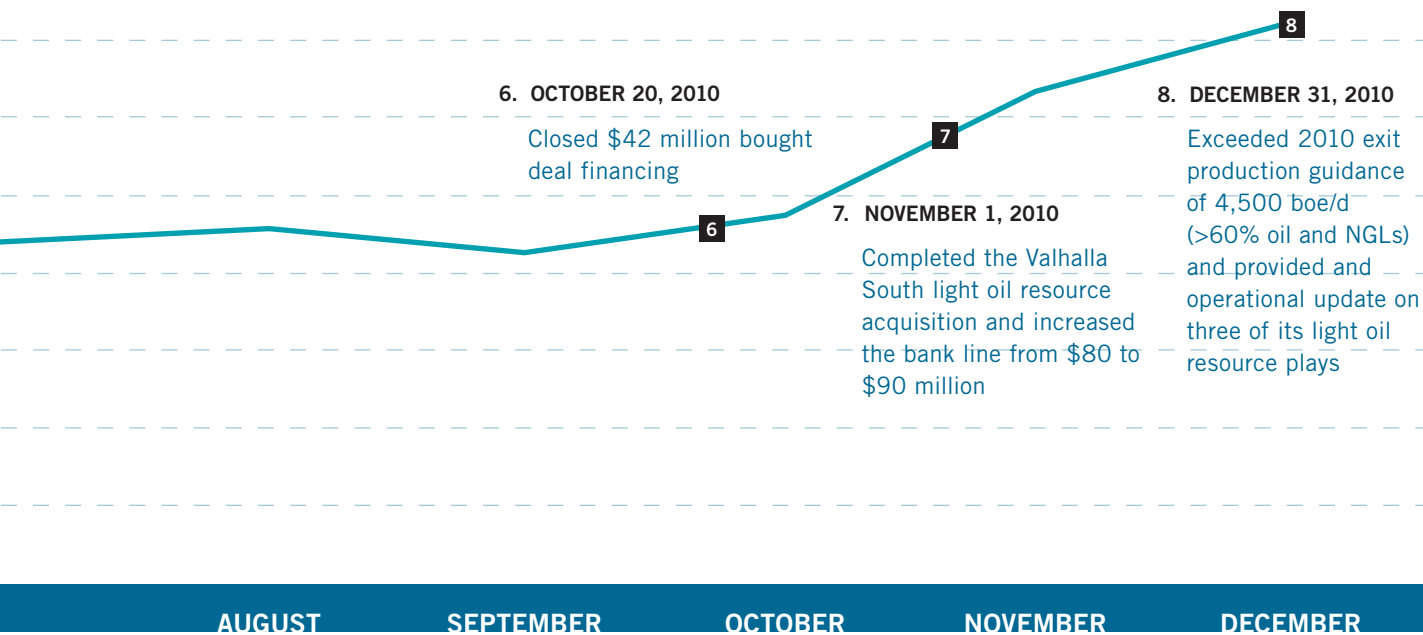 8
6. OCTOBER 20, 2010
Closed $42 million bought
deal financing
7
8. DECEMBER 31, 2010
Exceeded 2010 exit
production guidance
of 4,500 boe/d
(>60% oil and NGLs)
and provided and
operational update on
three of its light oil
resource plays
6
7. NOVEMBER 1, 2010
Completed the Valhalla
South light oil resource
acquisition and increased
the bank line from $80 to
$90 million
AUGUST SEPTEMBER OCTOBER NOVEMBER DECEMBER